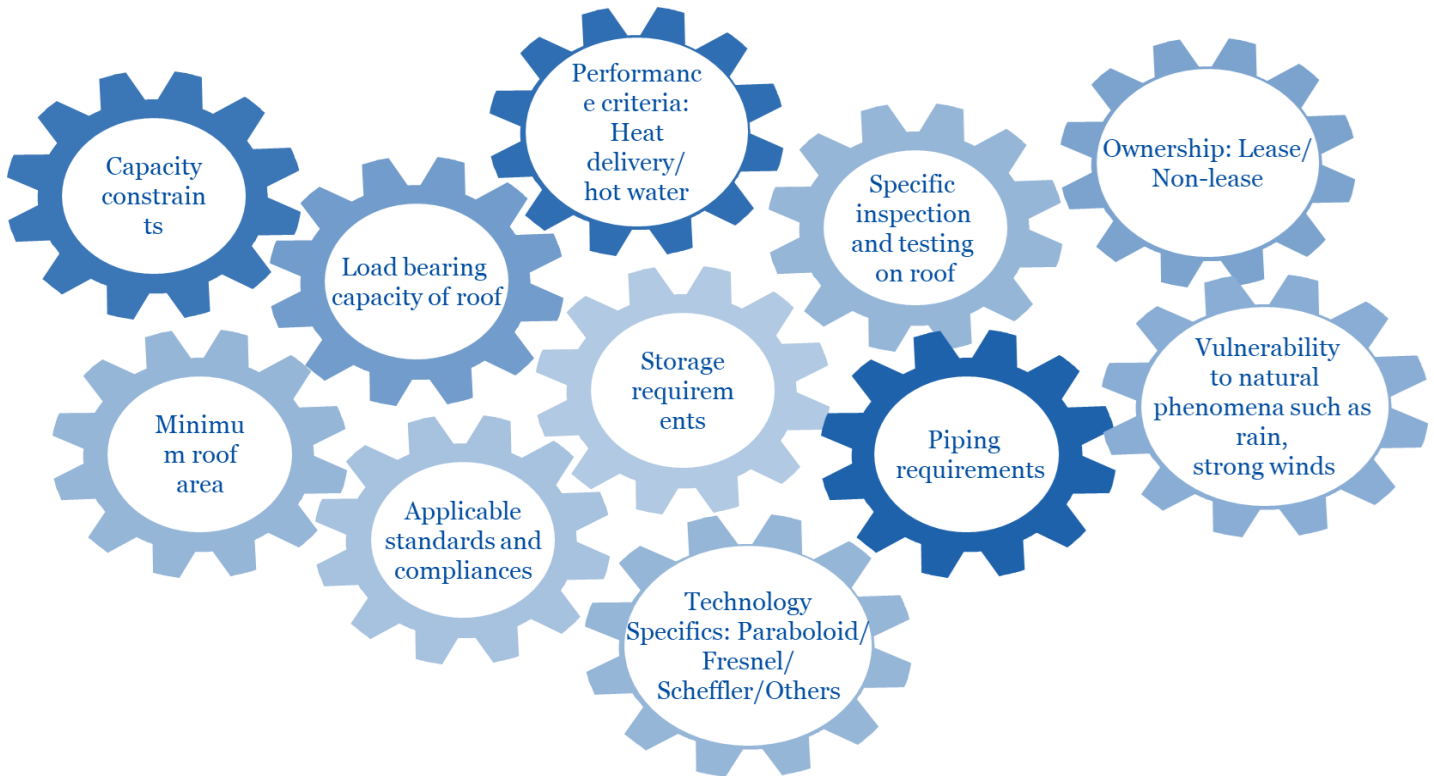 Capacity
constrain
ts
Load bearing
capacity of roof
Performanc
e criteria:
Heat
delivery/
hot water
Specific
inspection
and testing
on roof
Ownership: Lease/
Non-lease
Minimu
m roof
area
Applicable
standards and
compliances
Storage
requirem
ents
Piping
requirements
Vulnerability
to natural
phenomena such as
rain,
strong winds
Technology
Specifics: Paraboloid/
Fresnel/
Scheffler/Others